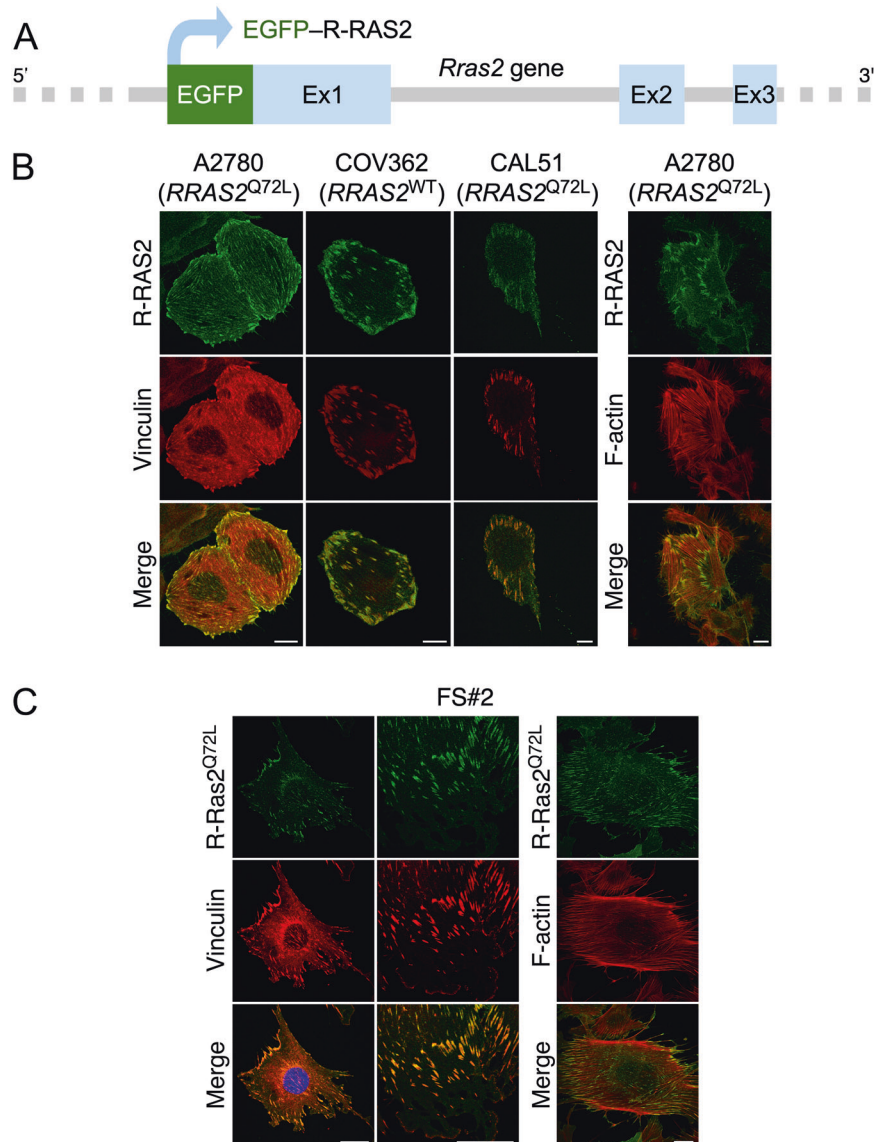 A
EGFP–R-RAS2
5'
Rras2 gene
3'
EGFP
Ex1
Ex2
Ex3
B
A2780
(RRAS2Q72L)
COV362
(RRAS2WT)
CAL51
(RRAS2Q72L)
A2780
(RRAS2Q72L)
R-RAS2
Vinculin
Merge
R-RAS2
F-actin
Merge
C
FS#2
R-Ras2Q72L
Vinculin
Merge
R-Ras2Q72L
F-actin
Merge